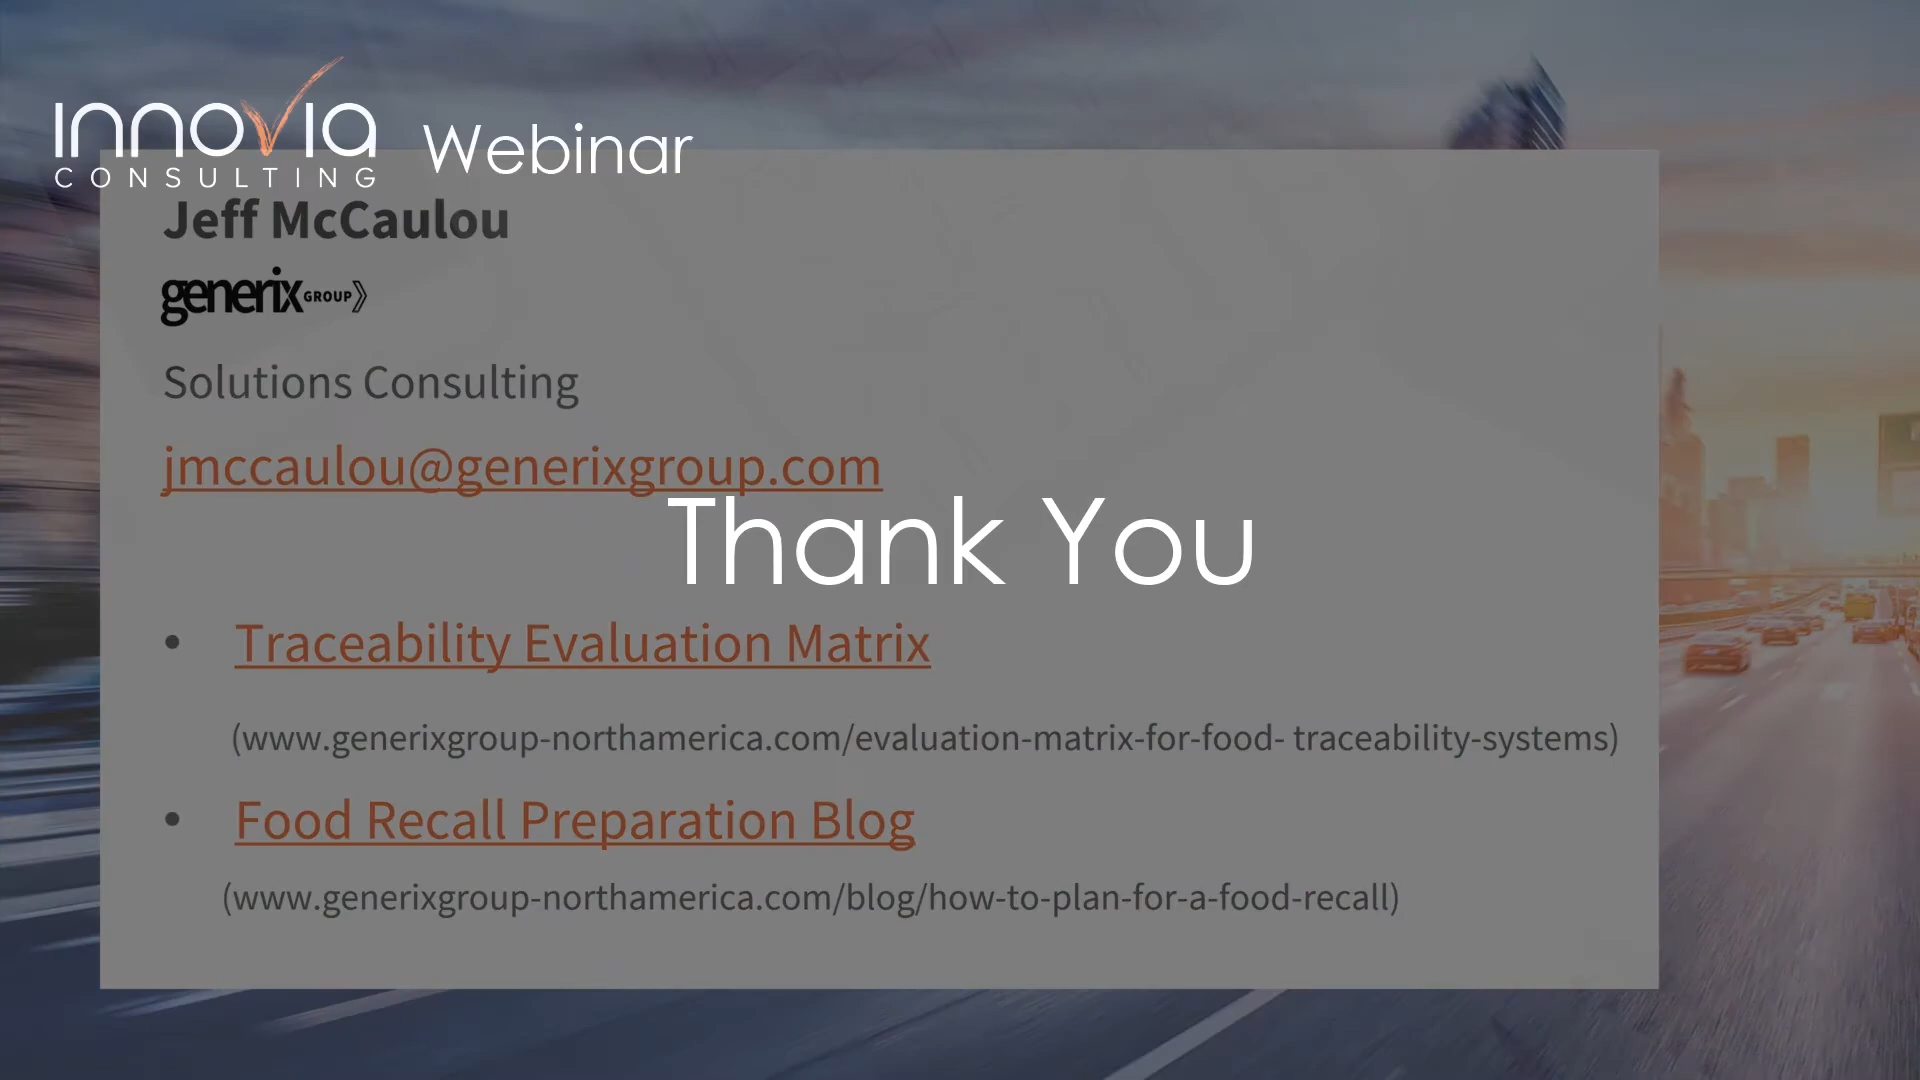 innovia
CONSULTING
Webinar
Jeff McCaulou
generix GROUP
Solutions Consulting
jmccaulou@generixgroup.com
Thank You
• Traceability Evaluation Matrix
(www.generixgroup-northamerica.com/evaluation-matrix-for-food- traceability-systems)
• Food Recall Preparation Blog
(www.generixgroup-northamerica.com/blog/how-to-plan-for-a-food-recall)